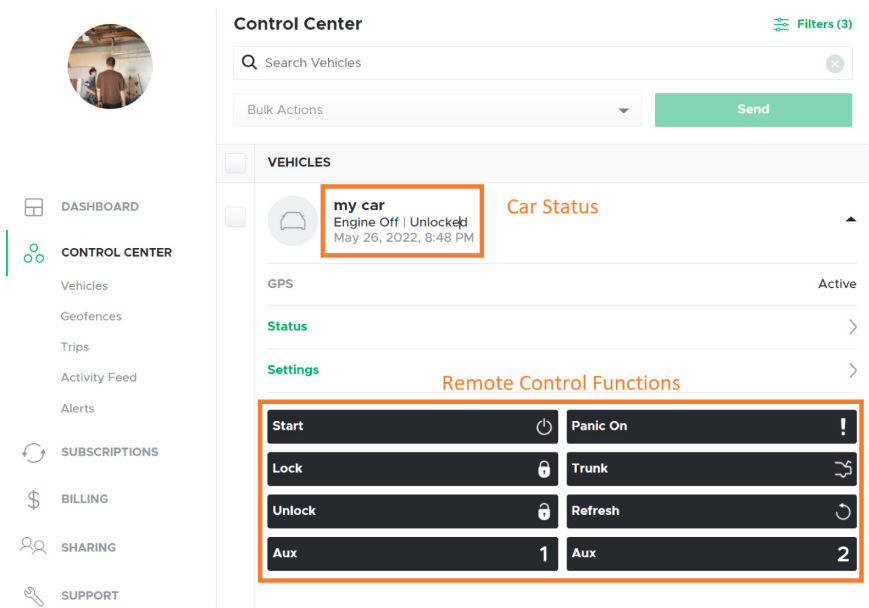 Control Center
Filters (3)
Search Vehicles
Bulk Actions
Send
VEHICLES
my car
Engine Off | Unlocked
May 26, 2022, 8:48 PM
Car Status
GPS
Active
Status
Settings
Remote Control Functions
Start
Panic On !
Lock
Trunk
Unlock
Refresh
Aux 1
Aux 2
DASHBOARD
CONTROL CENTER
Vehicles
Geofences
Trips
Activity Feed
Alerts
SUBSCRIPTIONS
$ BILLING
SHARING
SUPPORT